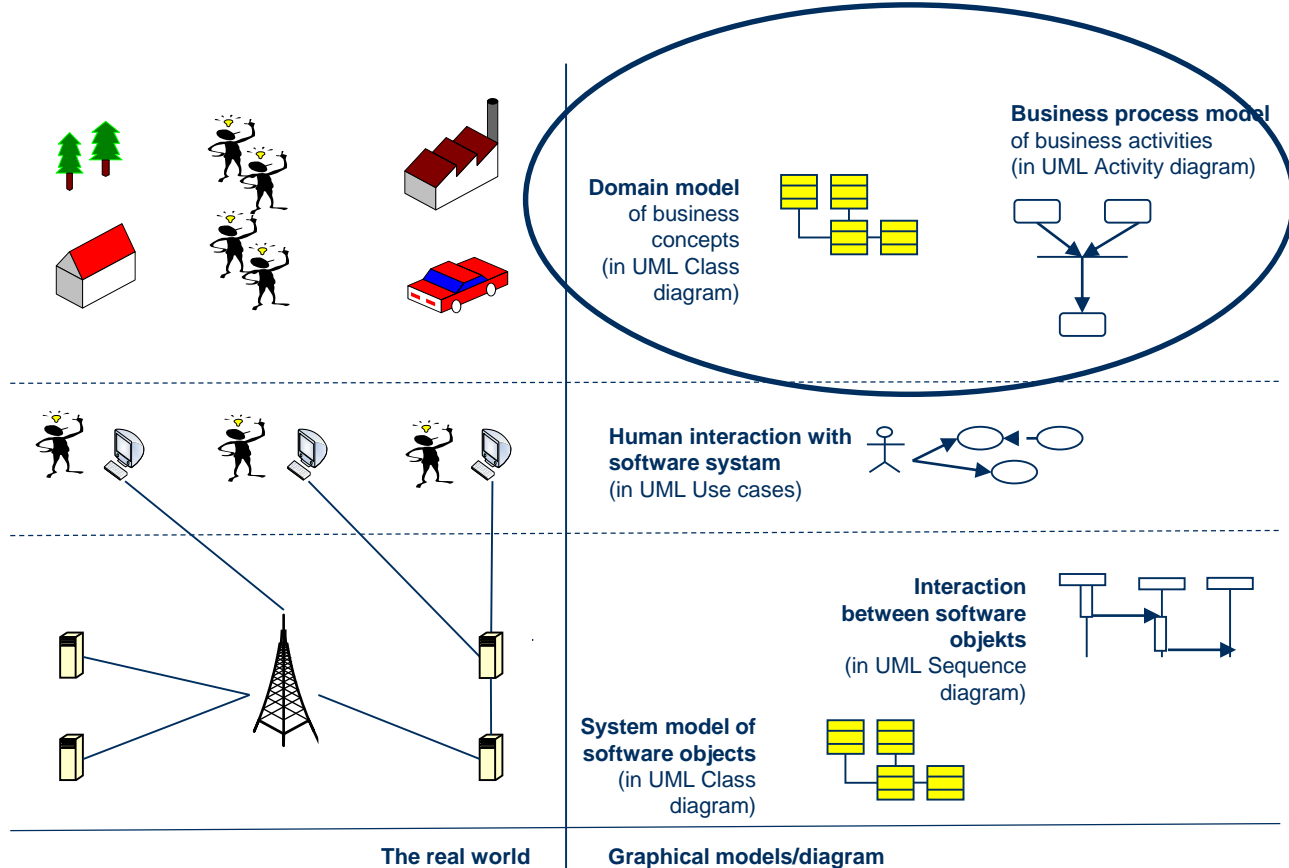 Business process model
of business activities
(in UML Activity diagram)
Domain model
of business
concepts
(in UML Class
diagram)
Human interaction with
software systam
(in UML Use cases)
Interaction
between software
objekts
(in UML Sequence
diagram)
System model of
software objects
(in UML Class
diagram)
The real world
Graphical models/diagram